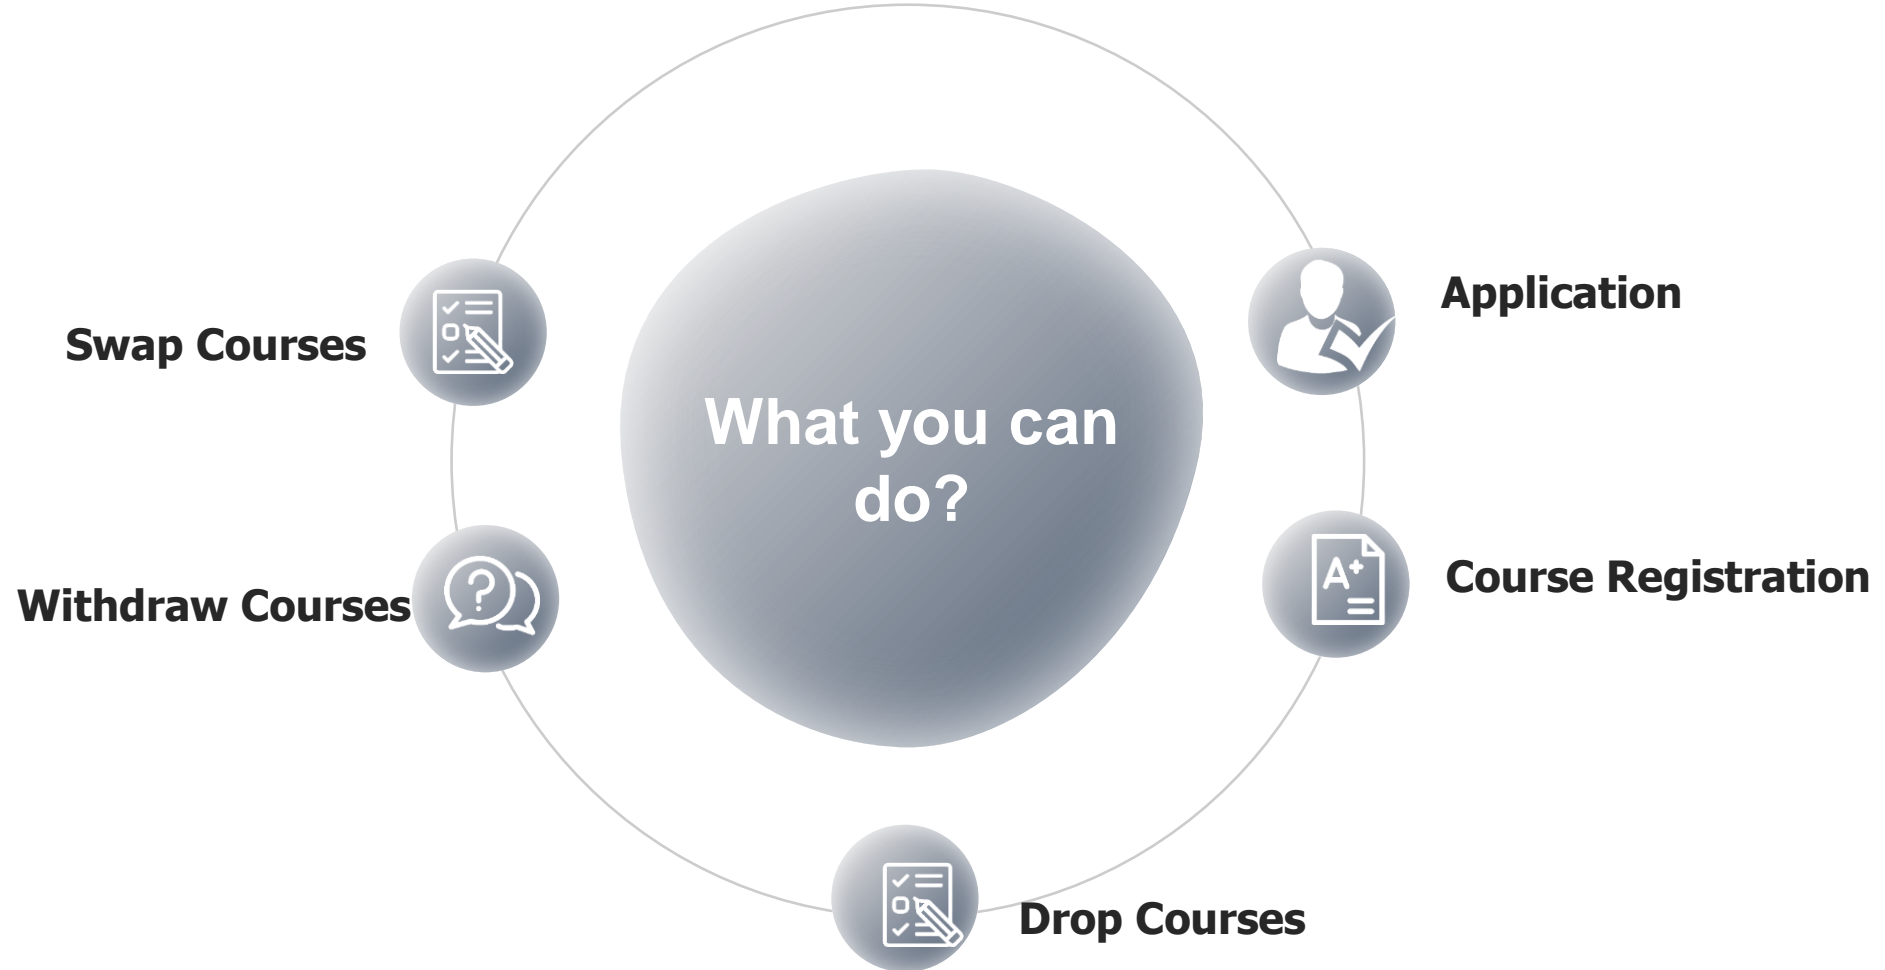 Application
Swap Courses
What you can
do?
Course Registration
Withdraw Courses
Drop Courses
A+
?